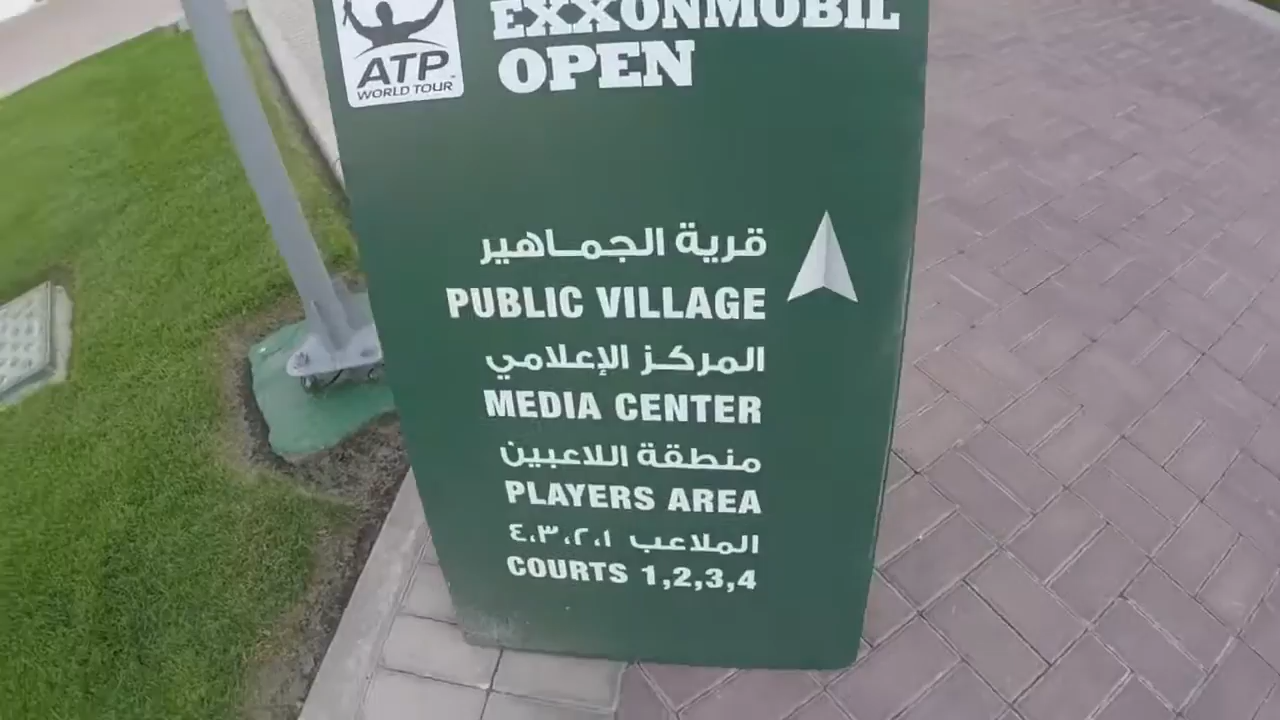 ATP
WORLD TOUR
EXXONMOBIL
OPEN
قرية الجماهير
PUBLIC VILLAGE
المركز الإعلامي
MEDIA CENTER
منطقة اللاعبين
PLAYERS AREA
الملاعب ١،٢،٣،٤
COURTS 1,2,3,4